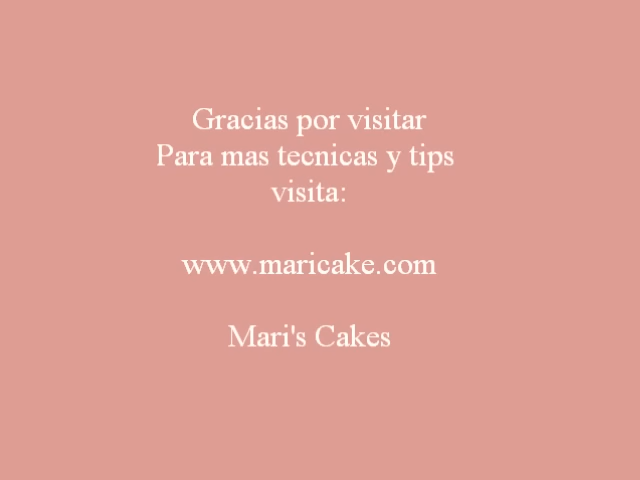 Gracias por visitar
Para mas tecnicas y tips
visita:
www.maricake.com
Mari's Cakes